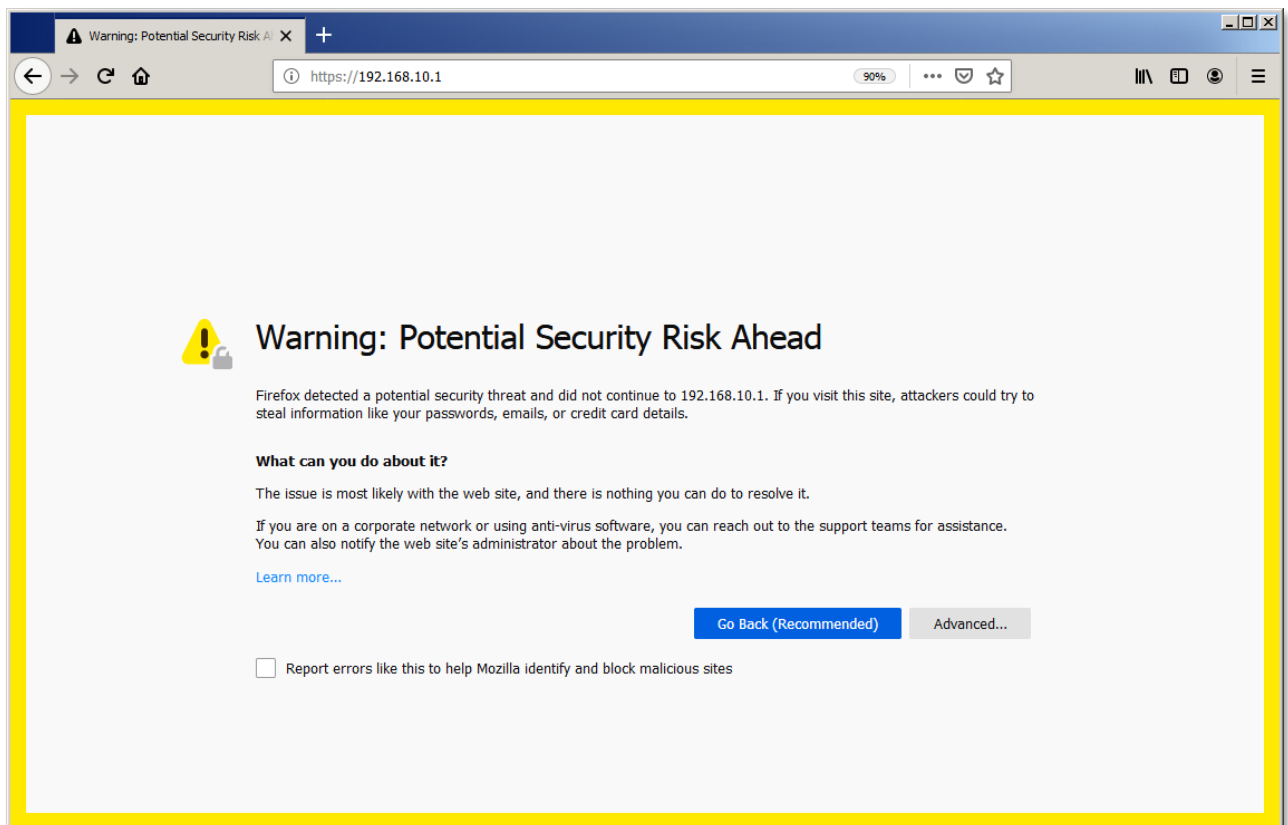 Warning: Potential Security Risk A
https://192.168.10.1
90%
Warning: Potential Security Risk Ahead
Firefox detected a potential security threat and did not continue to 192.168.10.1. If you visit this site, attackers could try to
steal information like your passwords, emails, or credit card details.
What can you do about it?
The issue is most likely with the web site, and there is nothing you can do to resolve it.
If you are on a corporate network or using anti-virus software, you can reach out to the support teams for assistance.
You can also notify the web site’s administrator about the problem.
Learn more...
Go Back (Recommended)
Advanced...
Report errors like this to help Mozilla identify and block malicious sites